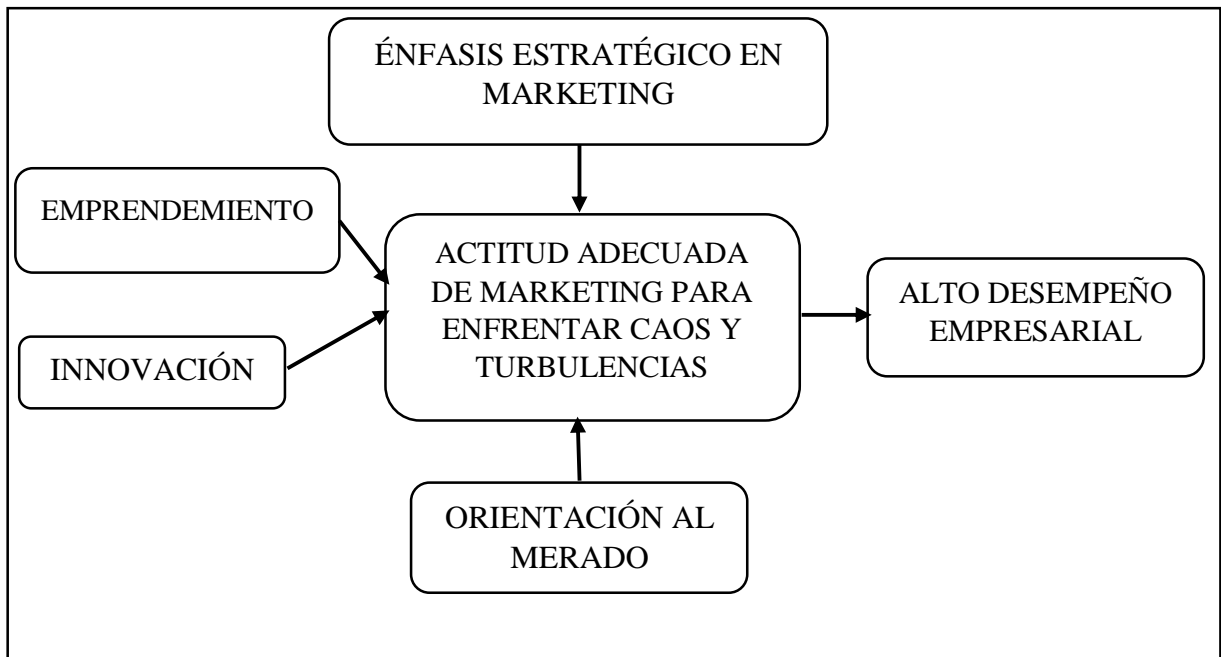 ÉNFASIS ESTRATÉGICO EN
MARKETING
EMPRENDEMIENTO
INNOVACIÓN
ACTITUD ADECUADA
DE MARKETING PARA
ENFRENTAR CAOS Y
TURBULENCIAS
ALTO DESEMPEÑO
EMPRESARIAL
ORIENTACIÓN AL
MERADO